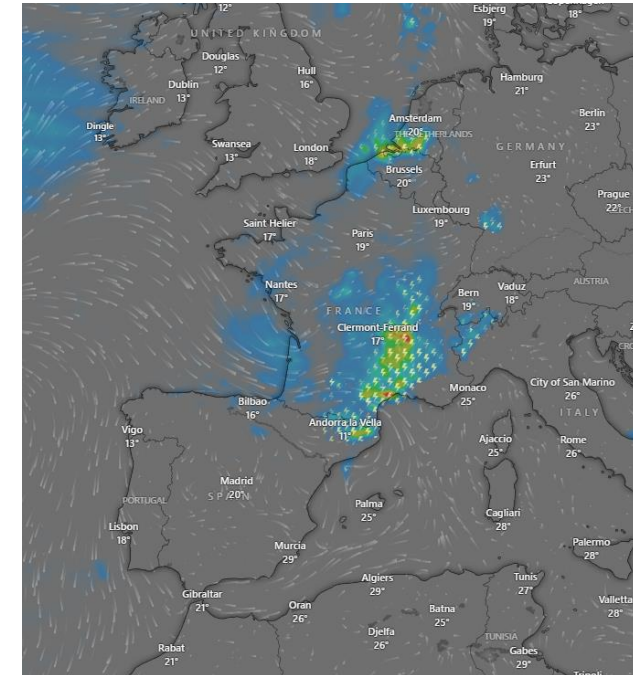 12°
Esbjerg
19°
18°
UNITED KINGDOM
Douglas
12°
Hull
16°
Hamburg
21°
Dublin
13°
IRELAND
Amsterdam
20°
THE NETHERLANDS
Berlin
23°
Dingle
13°
Swansea
13°
London
18°
GERMANY
Brussels
20°
Erfurt
23°
Prague
22°
Luxembourg
19°
Saint Helier
17°
Paris
19°
Nantes
17°
Bern
19°
Vaduz
18°
AUSTRIA
FRANCE
Clermont-Ferrand
17°
CRO
Monaco
25°
City of San Marino
26°
ITALY
Bilbao
16°
Andorra la Vella
11°
Vigo
13°
Ajaccio
25°
Rome
26°
Madrid
20°
SPAIN
PORTUGAL
Palma
25°
Cagliari
28°
Lisbon
18°
Murcia
29°
Palermo
28°
Gibraltar
21°
Algiers
29°
Tunis
27°
Oran
26°
Batna
25°
Valletta
28°
Djelfa
26°
TUNISIA
Rabat
21°
Gabes
29°